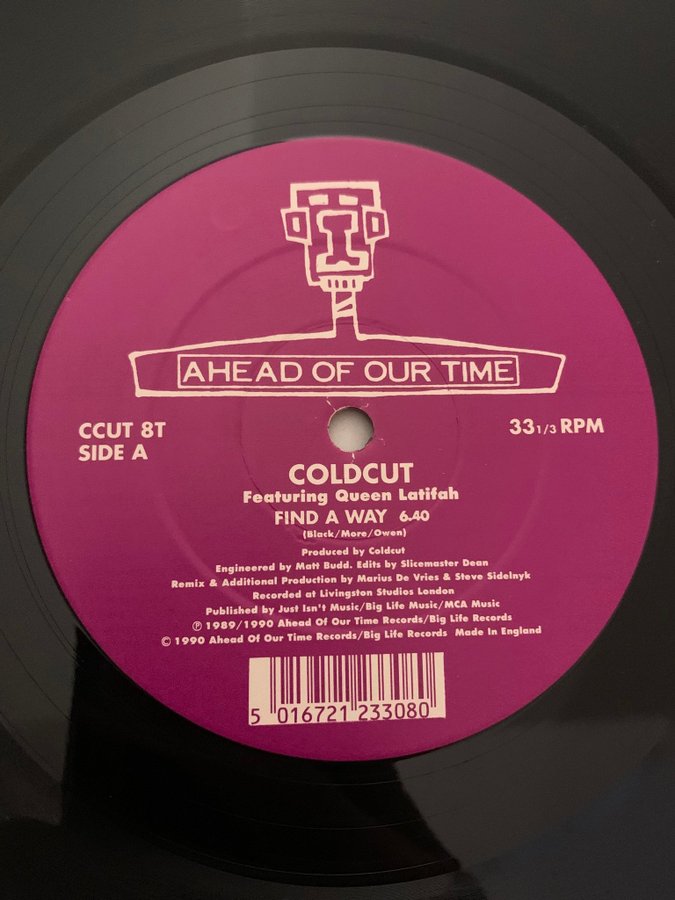 AHEAD OF OUR TIME
CCUT 8T
SIDE A
33 1/3 RPM
COLDCUT
Featuring Queen Latifah
FIND A WAY 6.40
(Black/More/Owen)
Produced by Coldcut
Engineered by Matt Budd. Edits by Slicemaster Dean
Remix & Additional Production by Marius De Vries & Steve Sidelnyk
Recorded at Livingston Studios London
Published by Just Isn't Music/Big Life Music/MCA Music
℗ 1989/1990 Ahead Of Our Time Records/Big Life Records
© 1990 Ahead Of Our Time Records/Big Life Records Made In England
5 016721 233080